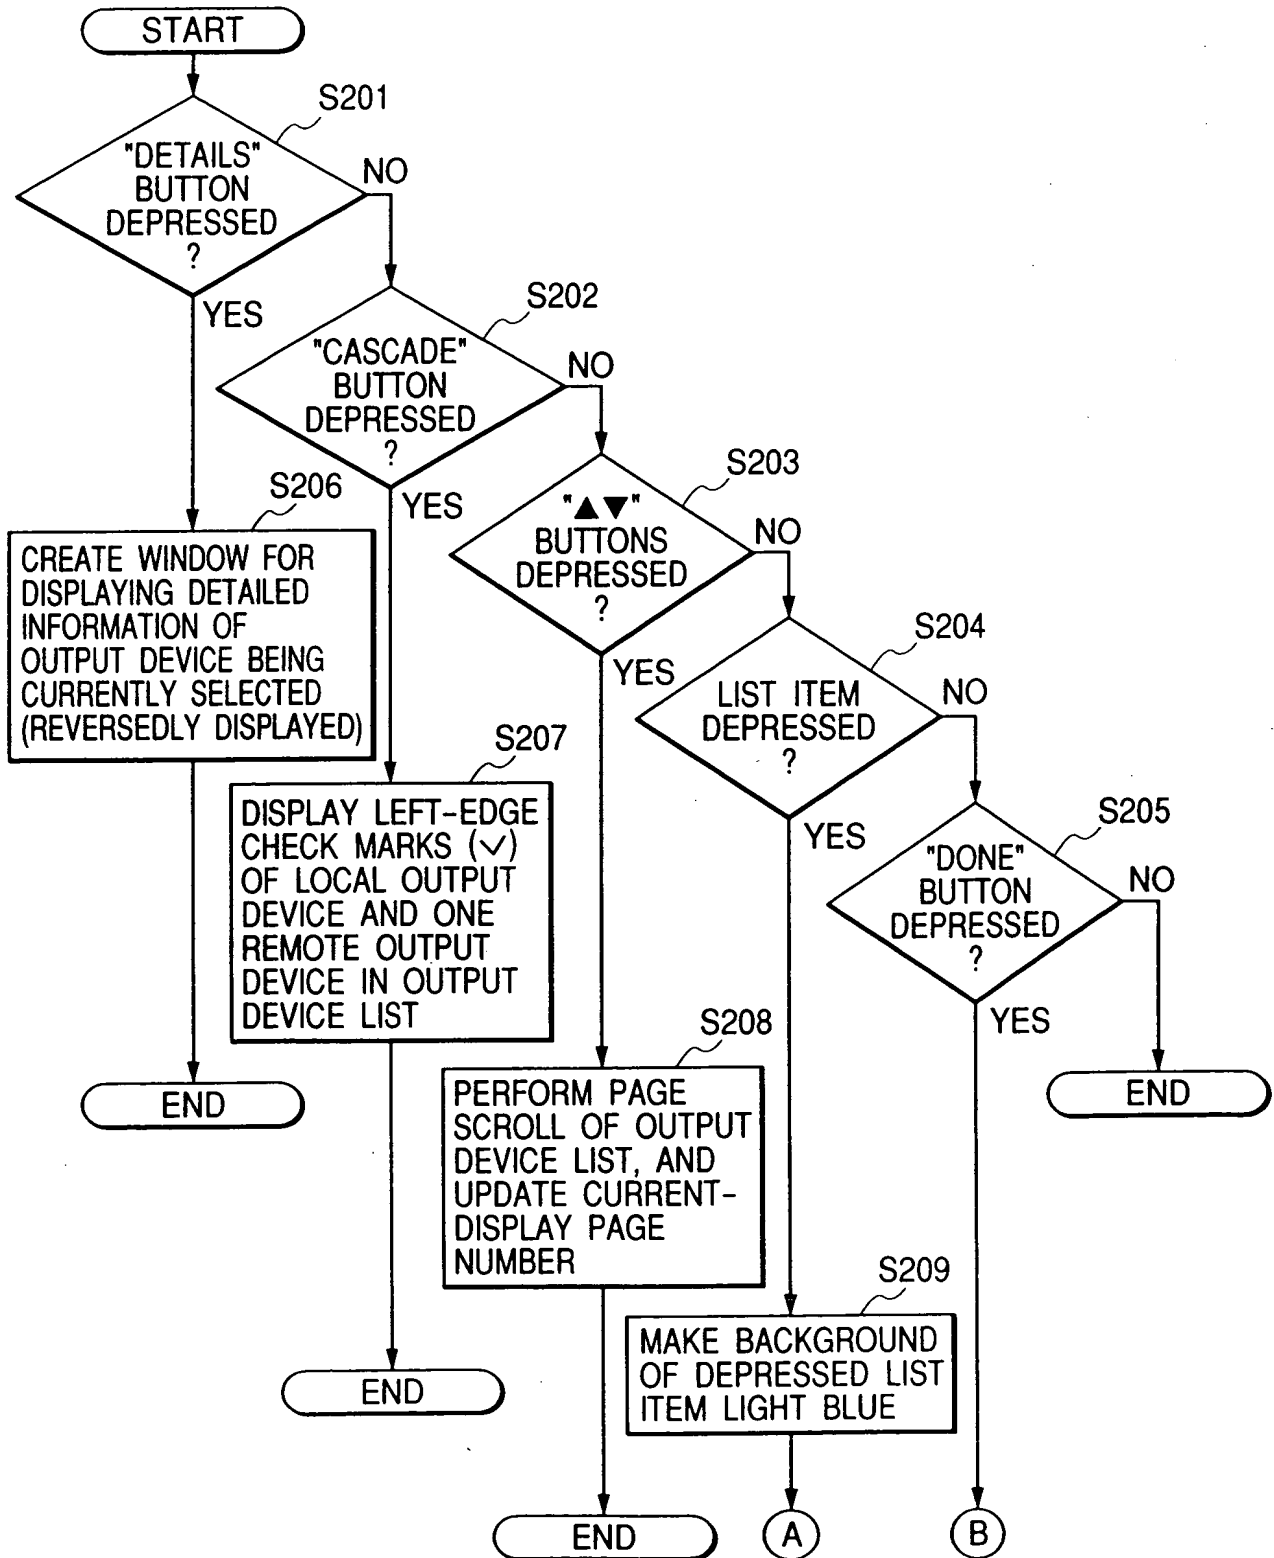 START
S201
"DETAILS"
BUTTON
DEPRESSED
?
NO
YES
S202
"CASCADE"
BUTTON
DEPRESSED
?
NO
YES
S203
"▲▼"
BUTTONS
DEPRESSED
?
NO
YES
S204
LIST ITEM
DEPRESSED
?
NO
YES
S205
"DONE"
BUTTON
DEPRESSED
?
NO
YES
S206
CREATE WINDOW FOR
DISPLAYING DETAILED
INFORMATION OF
OUTPUT DEVICE BEING
CURRENTLY SELECTED
(REVERSEDLY DISPLAYED)
END
S207
DISPLAY LEFT-EDGE
CHECK MARKS (✓)
OF LOCAL OUTPUT
DEVICE AND ONE
REMOTE OUTPUT
DEVICE IN OUTPUT
DEVICE LIST
END
S208
PERFORM PAGE
SCROLL OF OUTPUT
DEVICE LIST, AND
UPDATE CURRENT-
DISPLAY PAGE
NUMBER
END
S209
MAKE BACKGROUND
OF DEPRESSED LIST
ITEM LIGHT BLUE
A
B
END